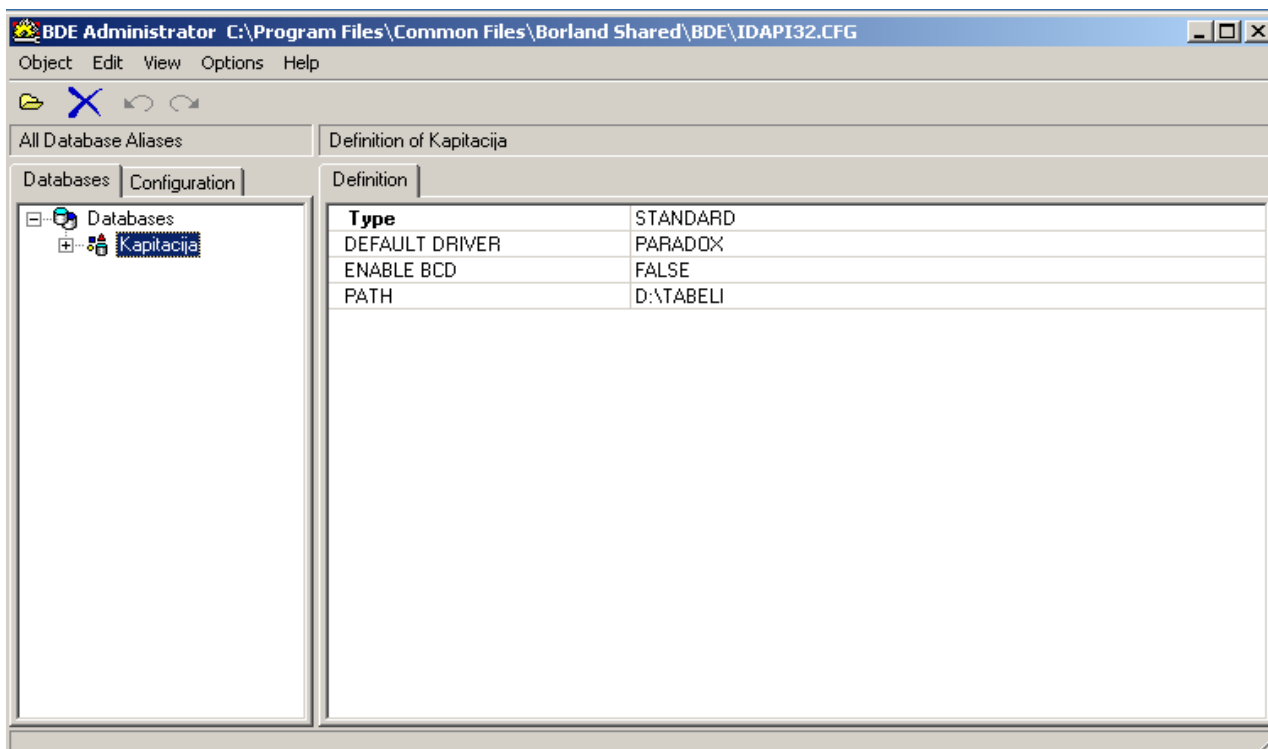 BDE Administrator C:\Program Files\Common Files\Borland Shared\BDE\IDAPI32.CFG
Object Edit View Options Help
All Database Aliases
Definition of Kapitacija
Databases Configuration
Definition
Databases
Kapitacija
Type STANDARD
DEFAULT DRIVER PARADOX
ENABLE BCD FALSE
PATH D:\TABELI